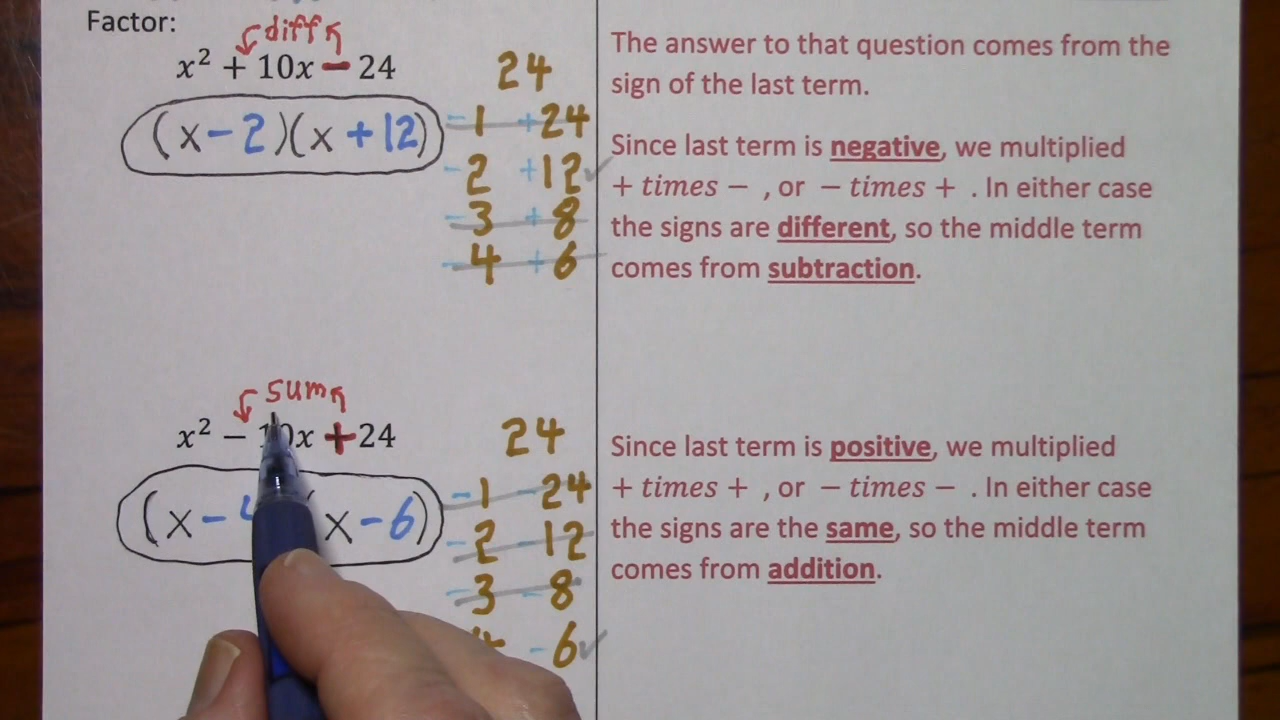 Factor:
diff
x² + 10x − 24
(x − 2)(x + 12)
24
-1 +24
-2 +12 ✓
-3 +8
-4 +6
The answer to that question comes from the
sign of the last term.
Since last term is negative, we multiplied
+ times − , or − times + . In either case
the signs are different, so the middle term
comes from subtraction.
sum
x² − 10x + 24
(x − 4 (x − 6)
24
-1 -24
-2 -12
-3 -8
-6 ✓
Since last term is positive, we multiplied
+ times + , or − times − . In either case
the signs are the same, so the middle term
comes from addition.